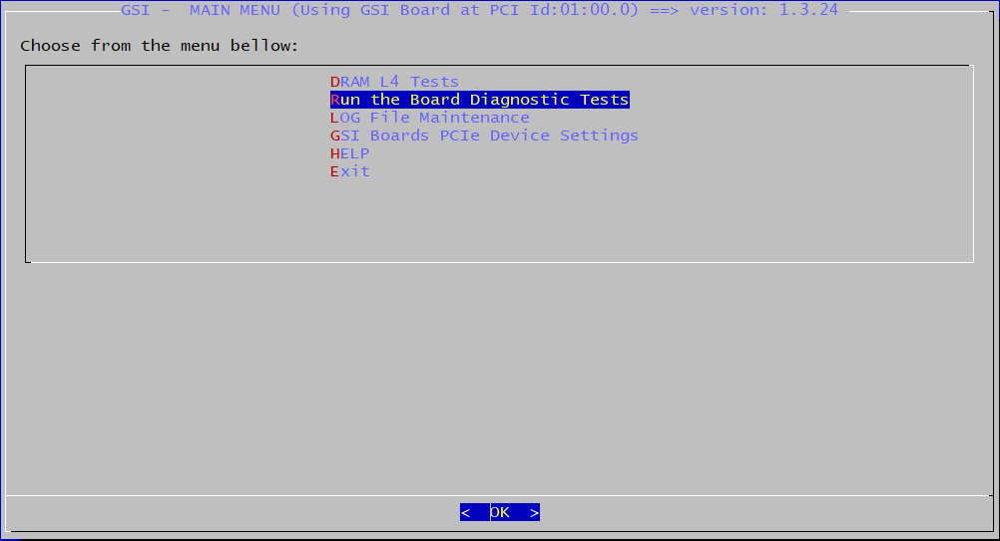 GSI -  MAIN MENU (Using GSI Board at PCI Id:01:00.0) ==> version: 1.3.24
Choose from the menu bellow:
DRAM L4 Tests
Run the Board Diagnostic Tests
LOG File Maintenance
GSI Boards PCIe Device Settings
HELP
Exit
<  OK  >